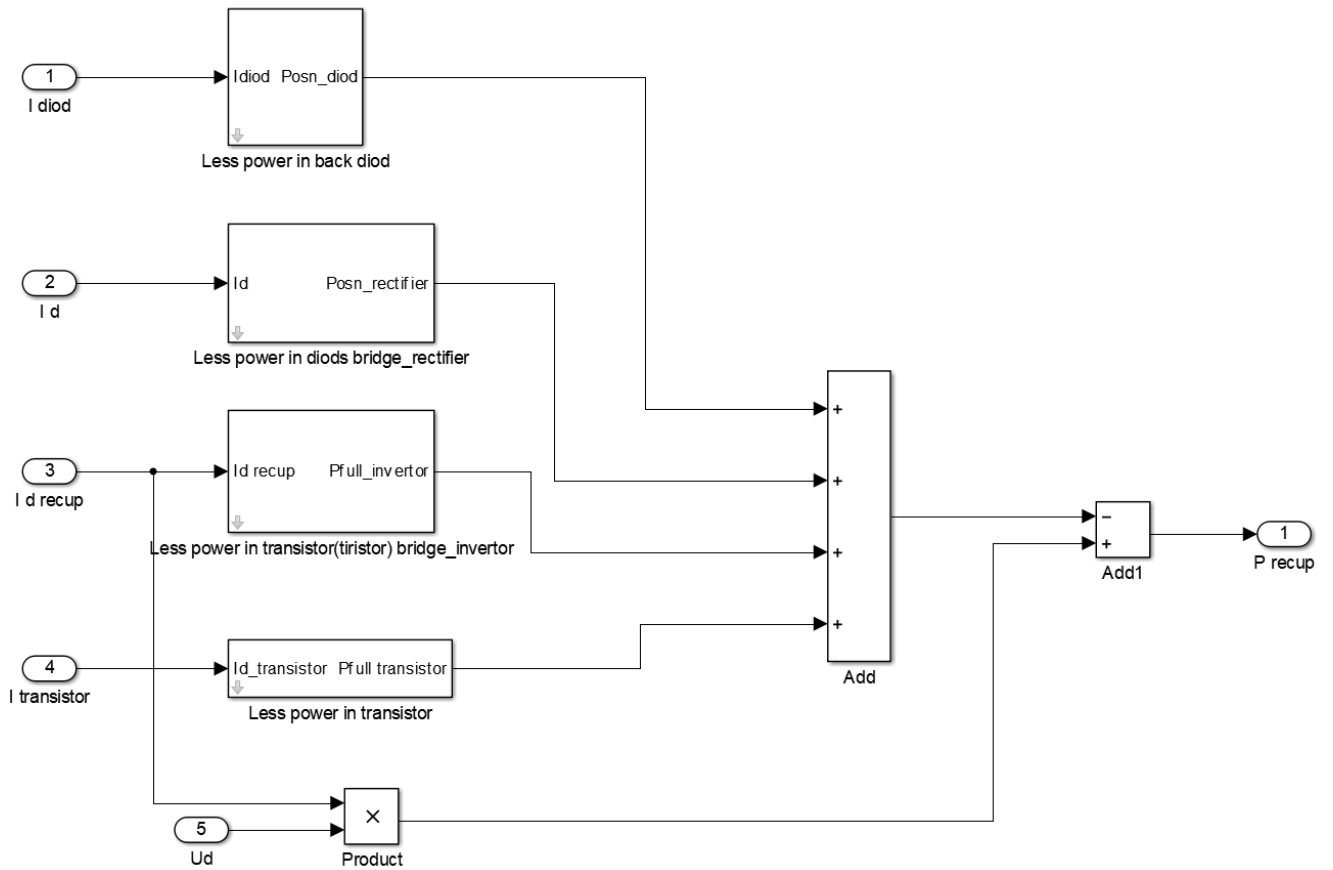 1
I diod
Idiod Posn_diod
Less power in back diod
2
I d
Id Posn_rectifier
Less power in diods bridge_rectifier
3
I d recup
Id recup Pfull_invertor
Less power in transistor(tiristor) bridge_invertor
4
I transistor
Id_transistor Pfull transistor
Less power in transistor
5
Ud
×
Product
+
+
+
+
Add
−
+
Add1
1
P recup